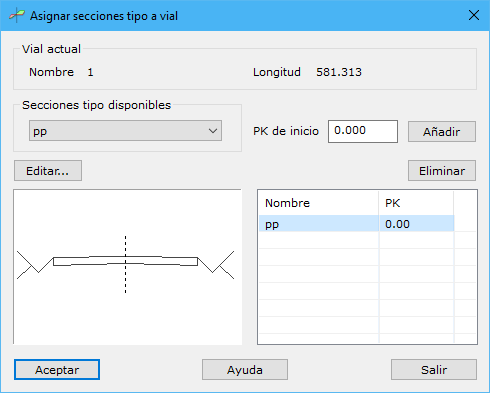 Asignar secciones tipo a vial
Vial actual
Nombre 1 Longitud 581.313
Secciones tipo disponibles
pp PK de inicio 0.000 Añadir
Editar... Eliminar
Nombre PK
pp 0.00
Aceptar Ayuda Salir